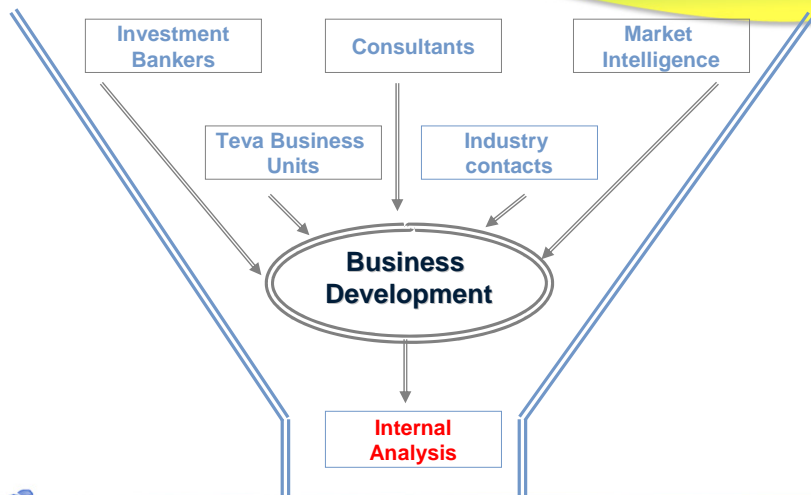 Investment
Bankers
Consultants
Market
Intelligence
Teva Business
Units
Industry
contacts
Business
Development
Internal
Analysis